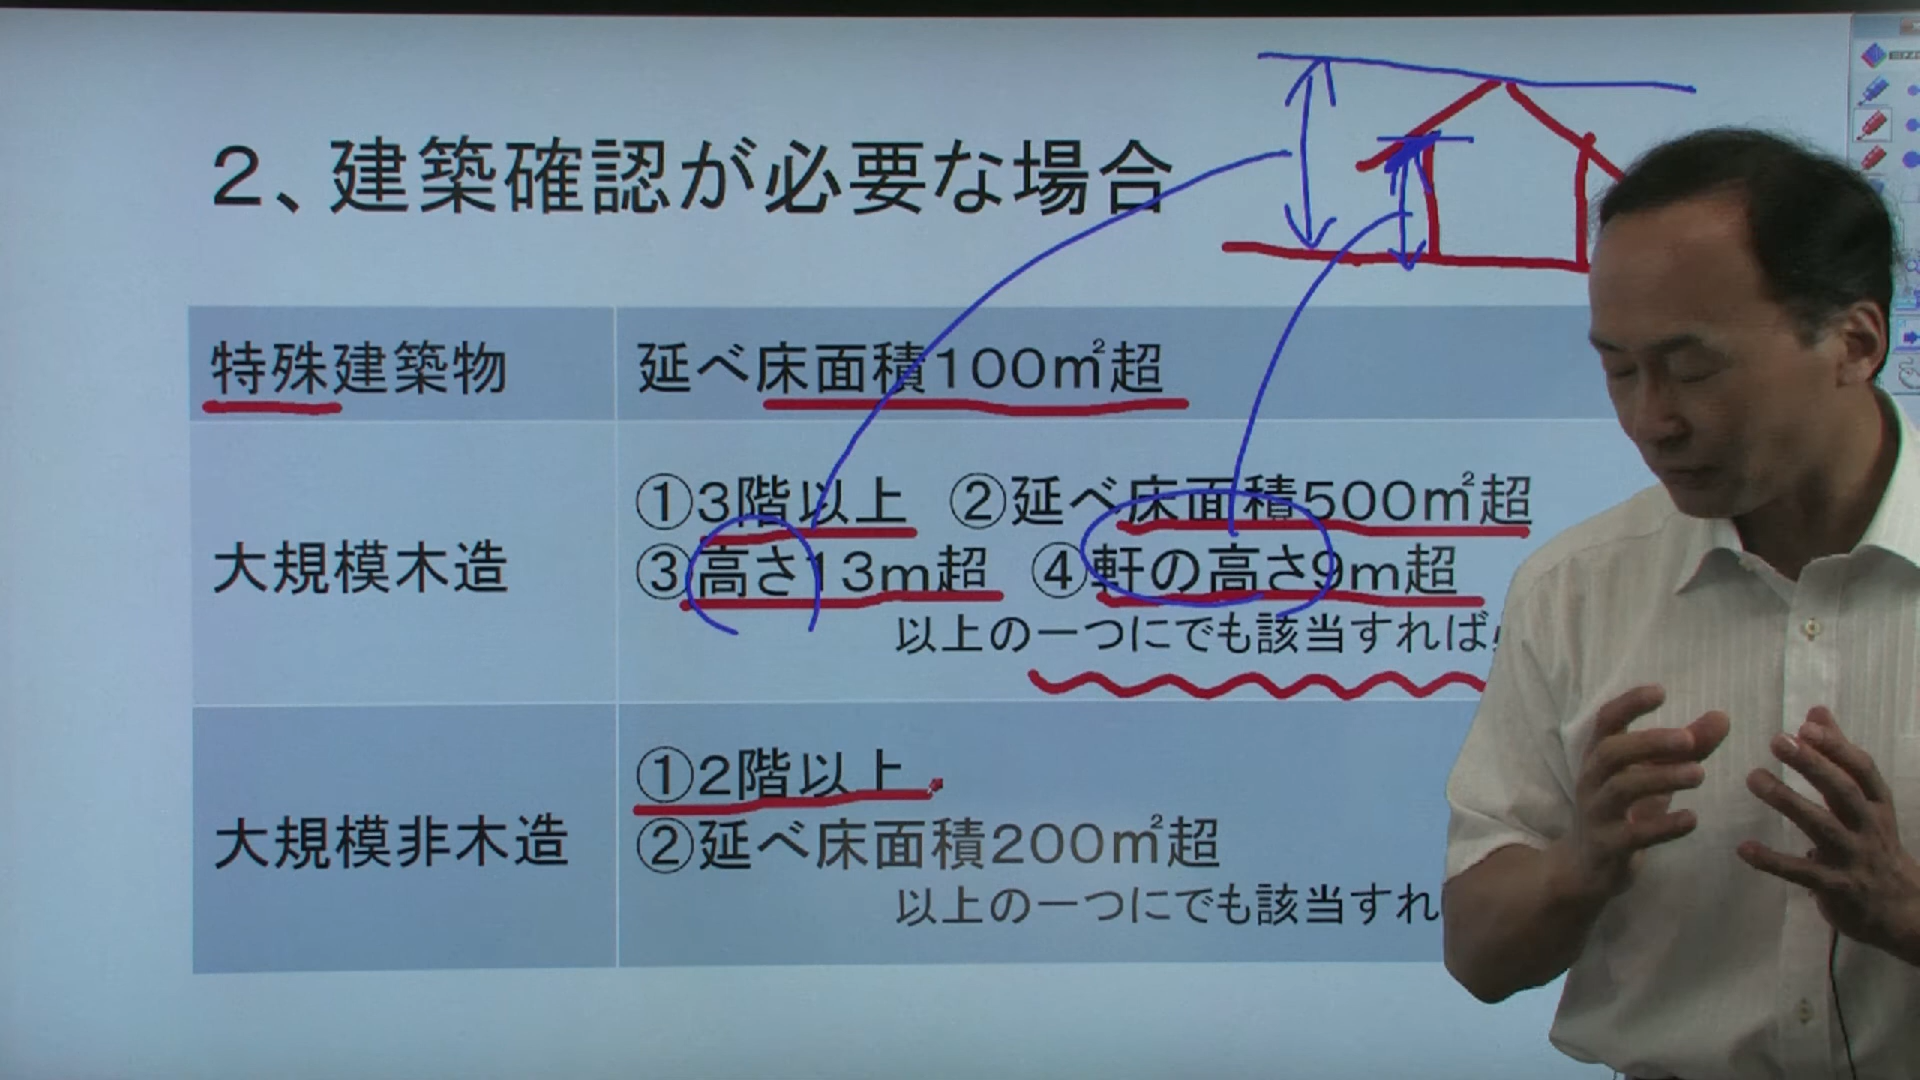 ２、建築確認が必要な場合
特殊建築物
延べ床面積１００㎡超
大規模木造
①３階以上　②延べ床面積５００㎡超
③高さ１３ｍ超　④軒の高さ９ｍ超
以上の一つにでも該当すれば
大規模非木造
①２階以上
②延べ床面積２００㎡超
以上の一つにでも該当すれ